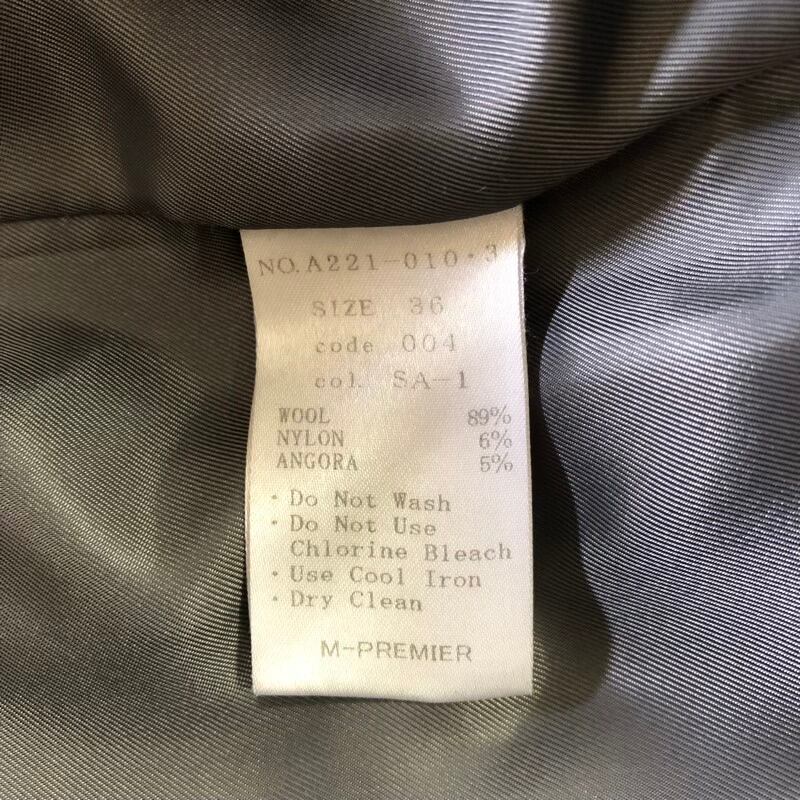 NO.A221-010・3
SIZE 36
code 004
col. SA-1
WOOL 89%
NYLON 6%
ANGORA 5%
・Do Not Wash
・Do Not Use
Chlorine Bleach
・Use Cool Iron
・Dry Clean
M-PREMIER